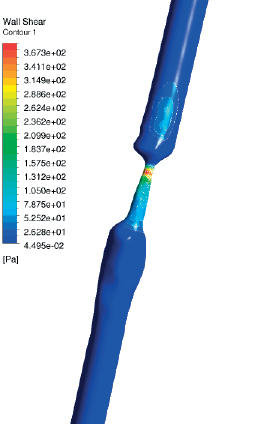 Wall Shear
Contour 1
3.673e+02
3.411e+02
3.149e+02
2.886e+02
2.624e+02
2.362e+02
2.099e+02
1.837e+02
1.575e+02
1.312e+02
1.050e+02
7.875e+01
5.252e+01
2.628e+01
4.495e-02
[Pa]